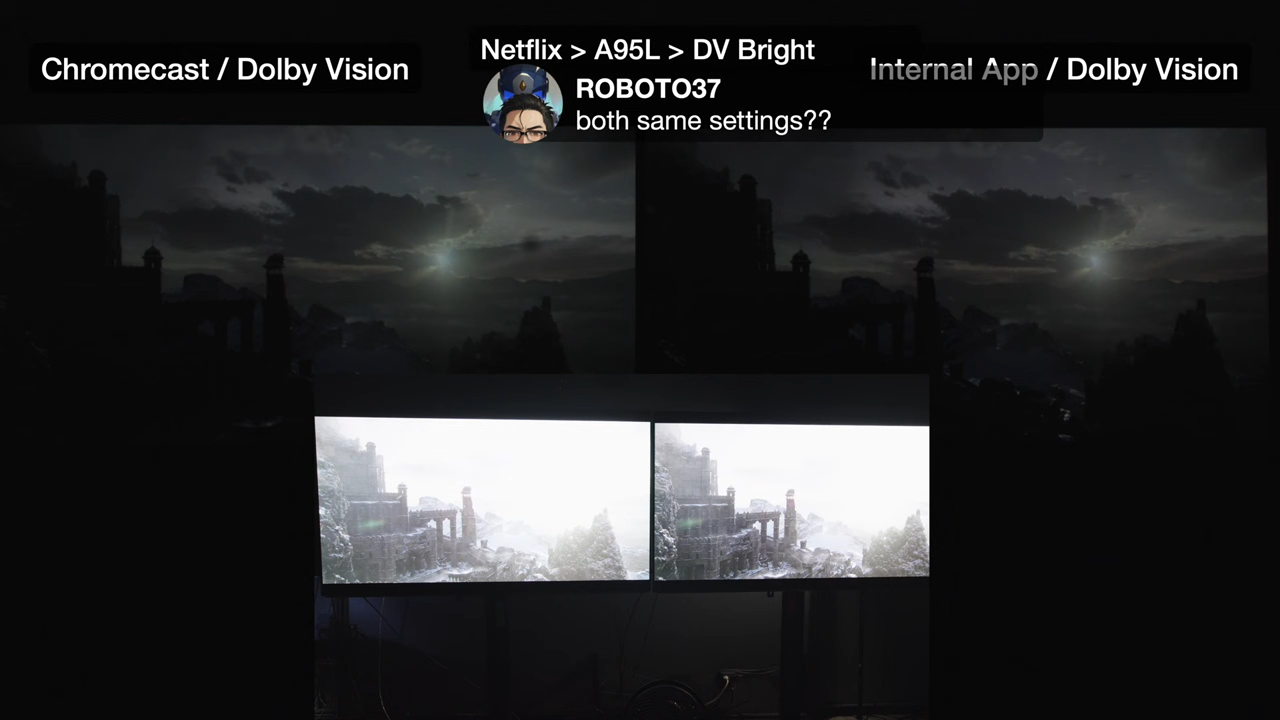 Chromecast / Dolby Vision
Netflix > A95L > DV Bright
Internal App / Dolby Vision
ROBOTO37
both same settings??